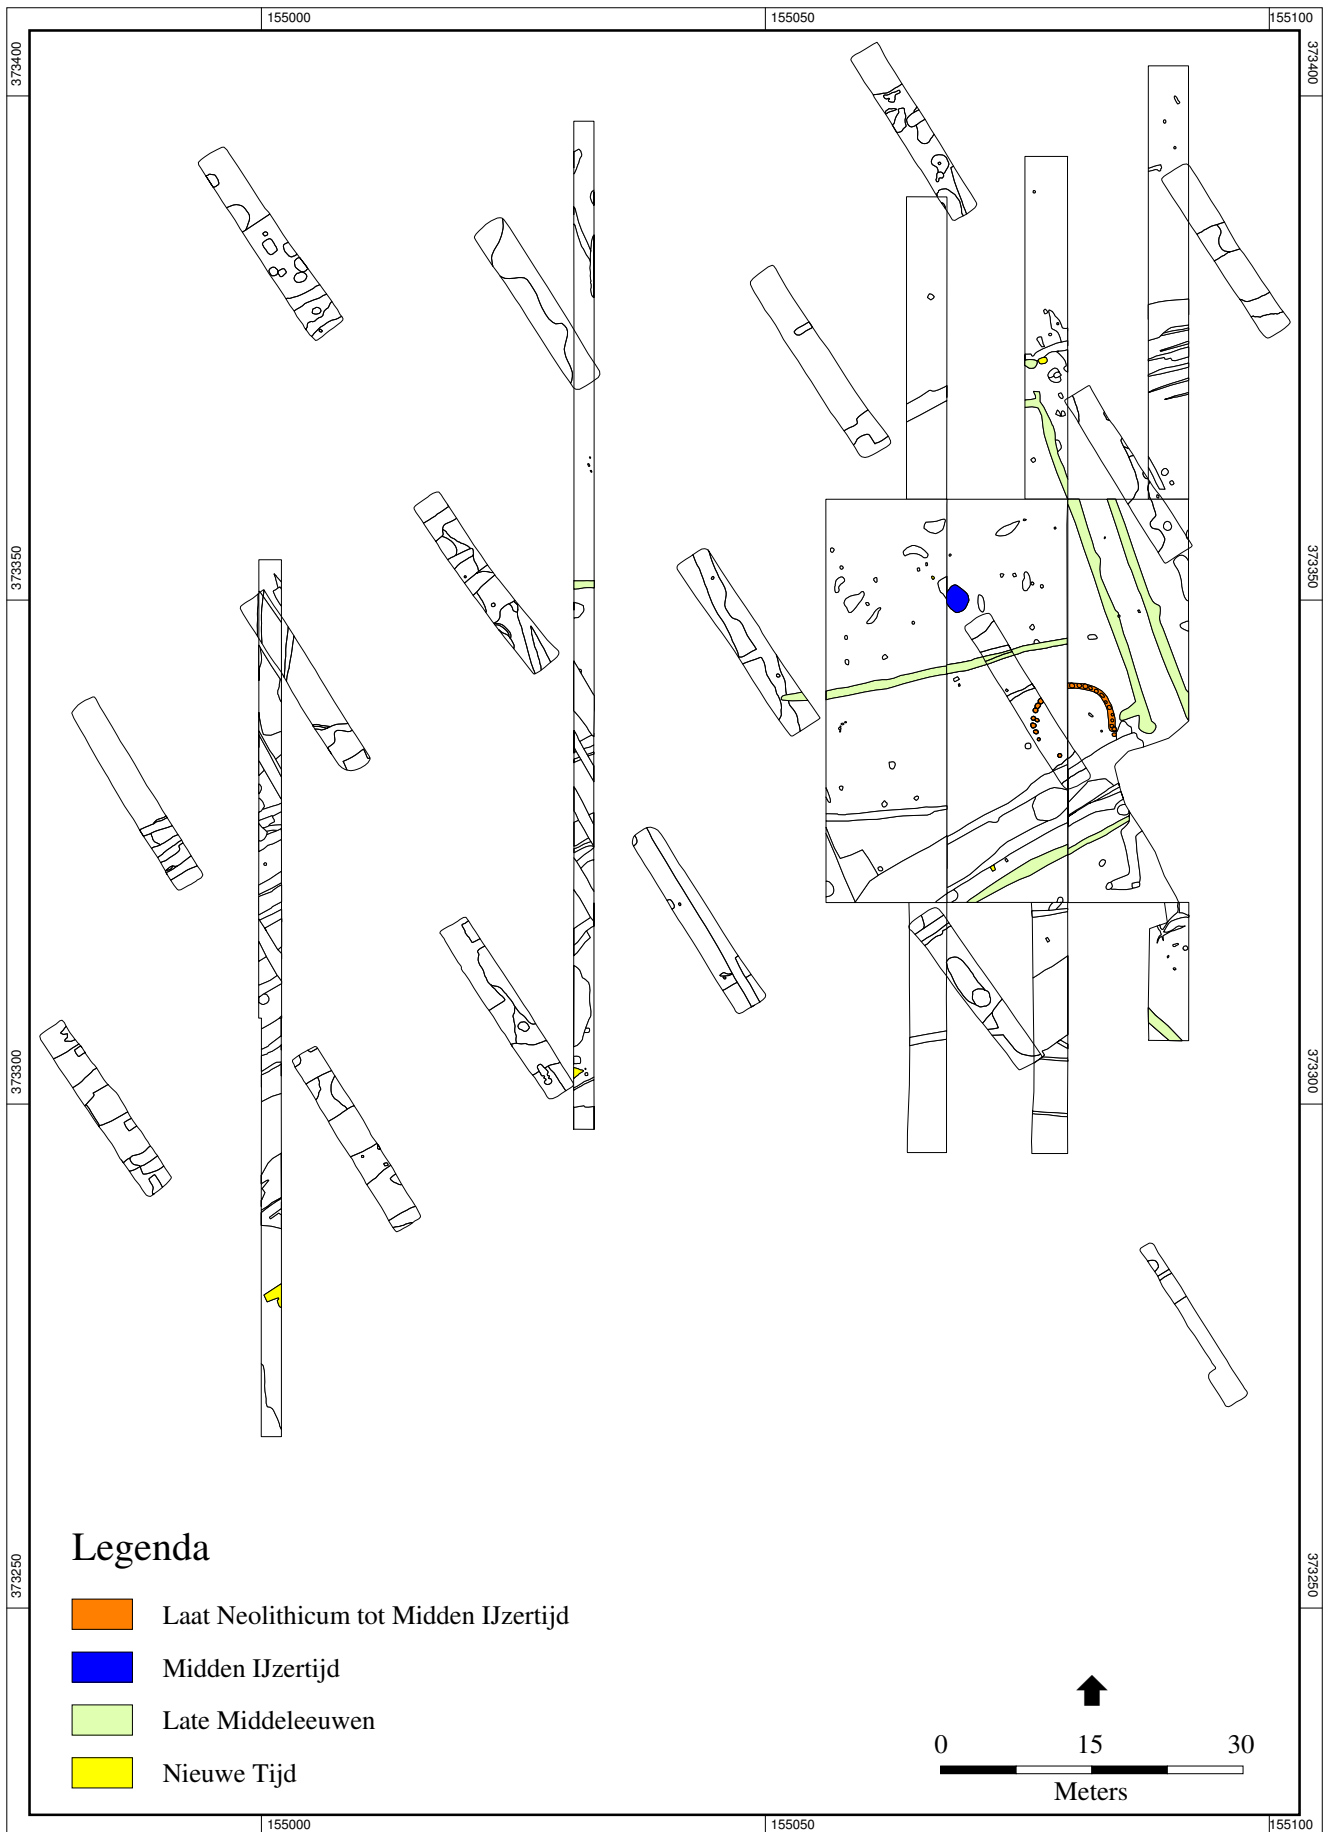 155000 155050 155100
373400 373400
373350 373350
373300 373300
373250 373250
Legenda
Laat Neolithicum tot Midden IJzertijd
Midden IJzertijd
Late Middeleeuwen
Nieuwe Tijd
0 15 30
Meters
155000 155050 155100